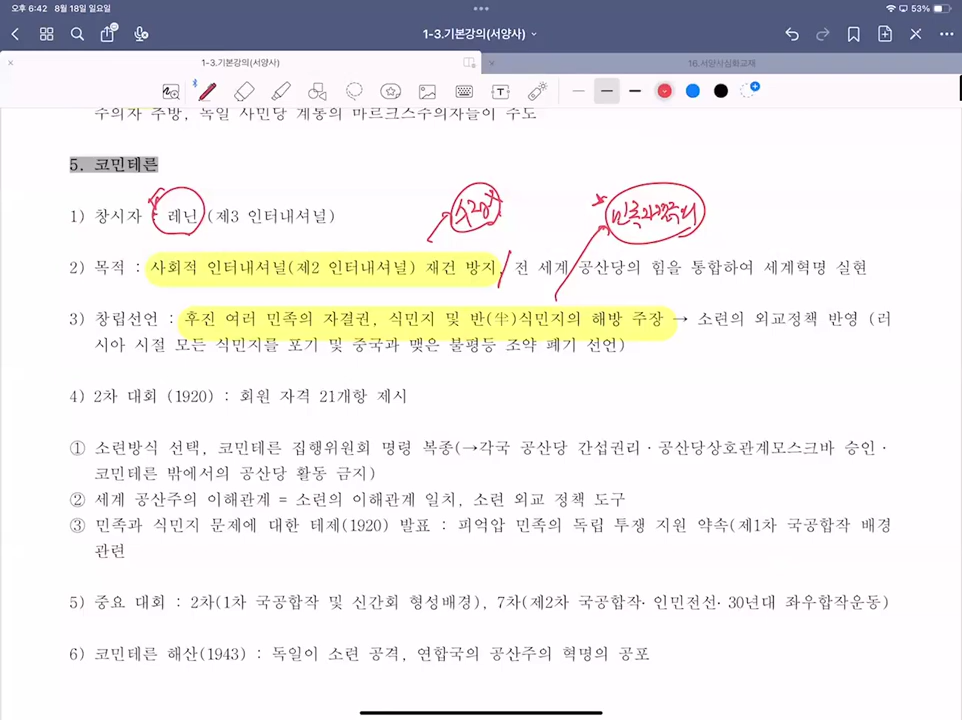 오후 6:42 8월 18일 일요일
53%
1-3.기본강의(서양사)
1-3.기본강의(서양사)
16.서양사심화교재
주의자 추방, 독일 사민당 계통의 마르크스주의자들이 주도
5. 코민테른
1) 창시자 : 레닌 (제3 인터내셔널)
수정X
민족자결주의
2) 목적 : 사회적 인터내셔널(제2 인터내셔널) 재건 방지, 전 세계 공산당의 힘을 통합하여 세계혁명 실현
3) 창립선언 : 후진 여러 민족의 자결권, 식민지 및 반(半)식민지의 해방 주장 → 소련의 외교정책 반영 (러
시아 시절 모든 식민지를 포기 및 중국과 맺은 불평등 조약 폐기 선언)
4) 2차 대회 (1920) : 회원 자격 21개항 제시
① 소련방식 선택, 코민테른 집행위원회 명령 복종(→각국 공산당 간섭권리·공산당상호관계모스크바 승인·
코민테른 밖에서의 공산당 활동 금지)
② 세계 공산주의 이해관계 = 소련의 이해관계 일치, 소련 외교 정책 도구
③ 민족과 식민지 문제에 대한 테제(1920) 발표 : 피억압 민족의 독립 투쟁 지원 약속(제1차 국공합작 배경
관련
5) 중요 대회 : 2차(1차 국공합작 및 신간회 형성배경), 7차(제2차 국공합작·인민전선·30년대 좌우합작운동)
6) 코민테른 해산(1943) : 독일이 소련 공격, 연합국의 공산주의 혁명의 공포